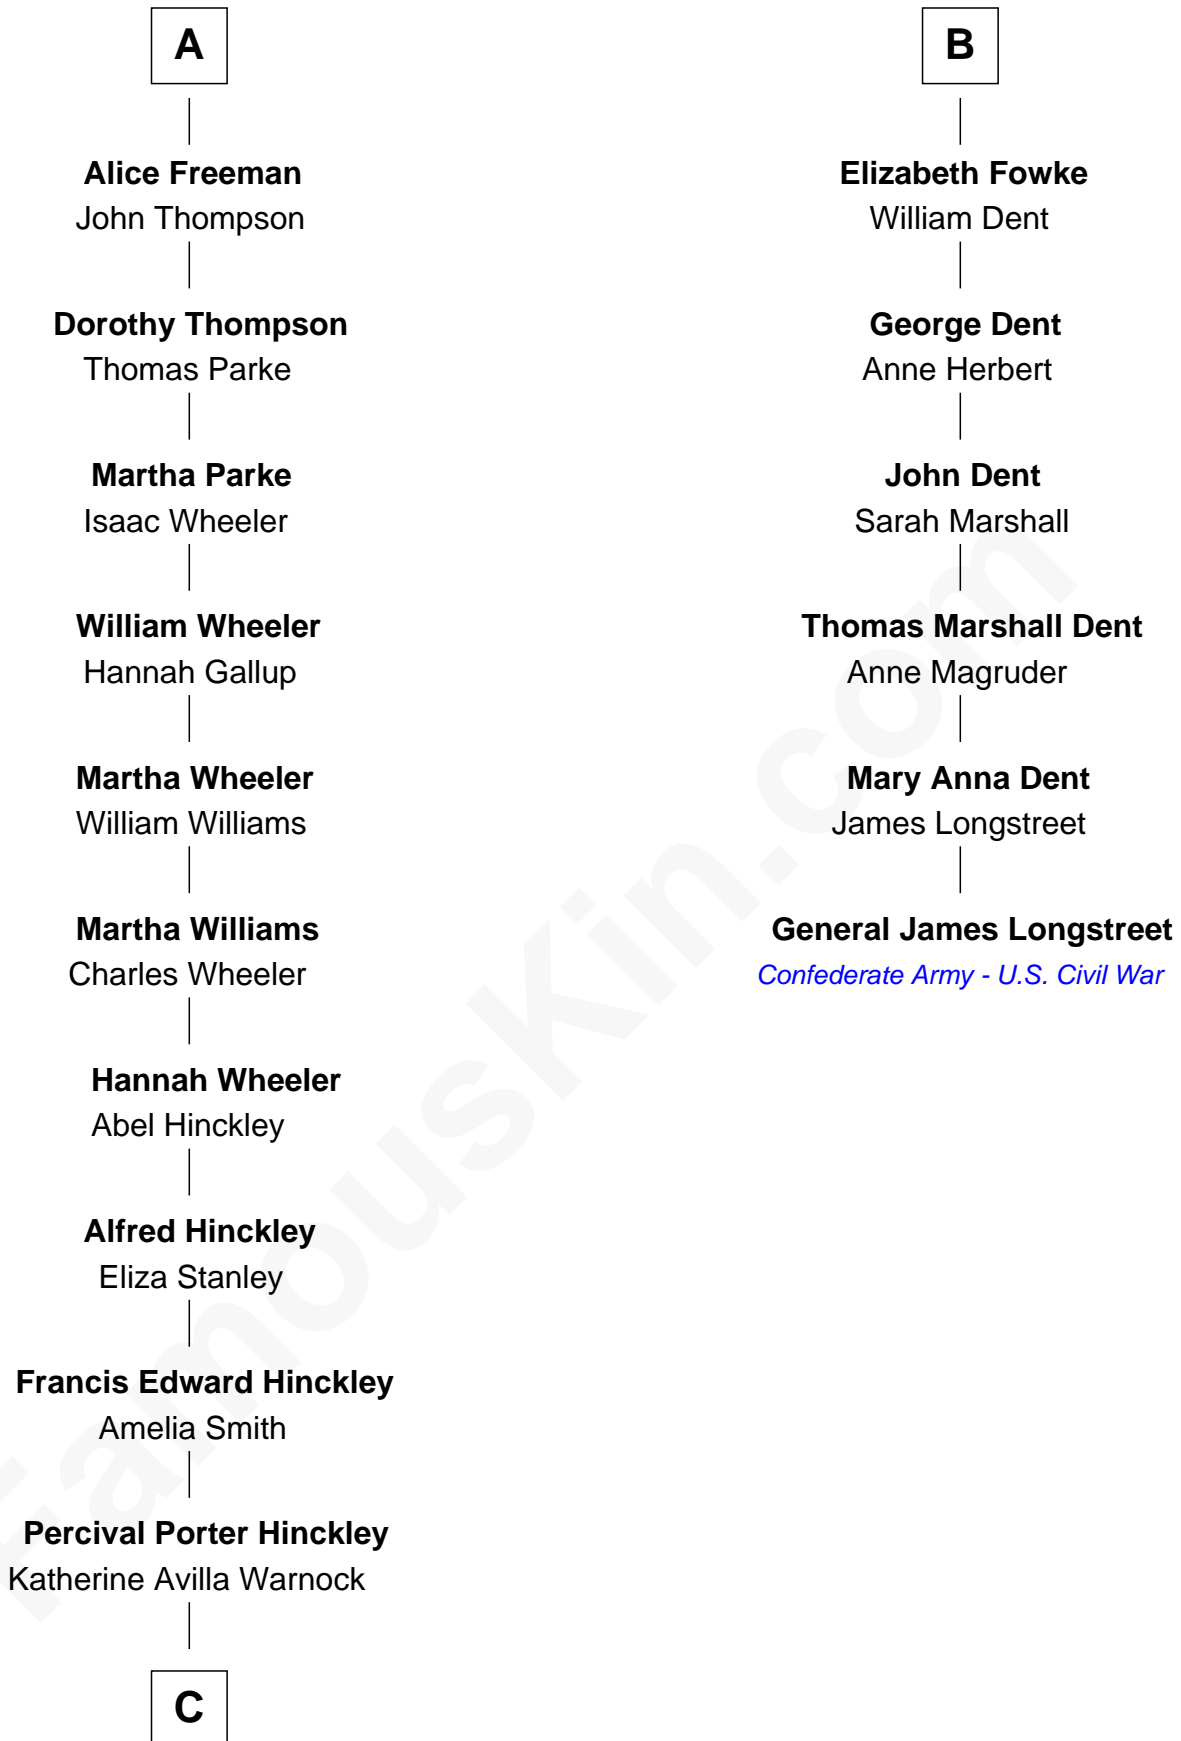 A
Alice Freeman
John Thompson
Dorothy Thompson
Thomas Parke
Martha Parke
Isaac Wheeler
William Wheeler
Hannah Gallup
Martha Wheeler
William Williams
Martha Williams
Charles Wheeler
Hannah Wheeler
Abel Hinckley
Alfred Hinckley
Eliza Stanley
Francis Edward Hinckley
Amelia Smith
Percival Porter Hinckley
Katherine Avilla Warnock
C
B
Elizabeth Fowke
William Dent
George Dent
Anne Herbert
John Dent
Sarah Marshall
Thomas Marshall Dent
Anne Magruder
Mary Anna Dent
James Longstreet
General James Longstreet
Confederate Army - U.S. Civil War
FamousKin.com